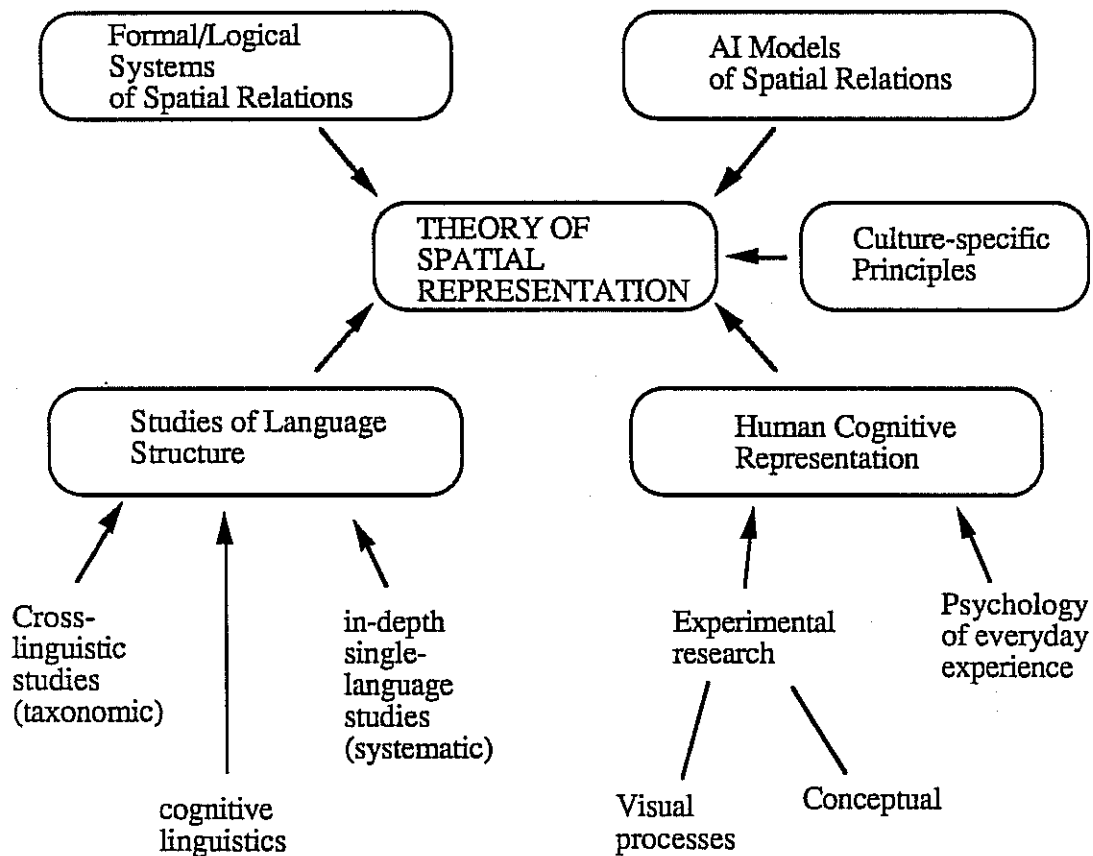 Formal/Logical
Systems
of Spatial Relations
AI Models
of Spatial Relations
THEORY OF
SPATIAL
REPRESENTATION
Culture-specific
Principles
Studies of Language
Structure
Human Cognitive
Representation
Cross-
linguistic
studies
(taxonomic)
in-depth
single-
language
studies
(systematic)
Experimental
research
Psychology
of everyday
experience
cognitive
linguistics
Visual
processes
Conceptual